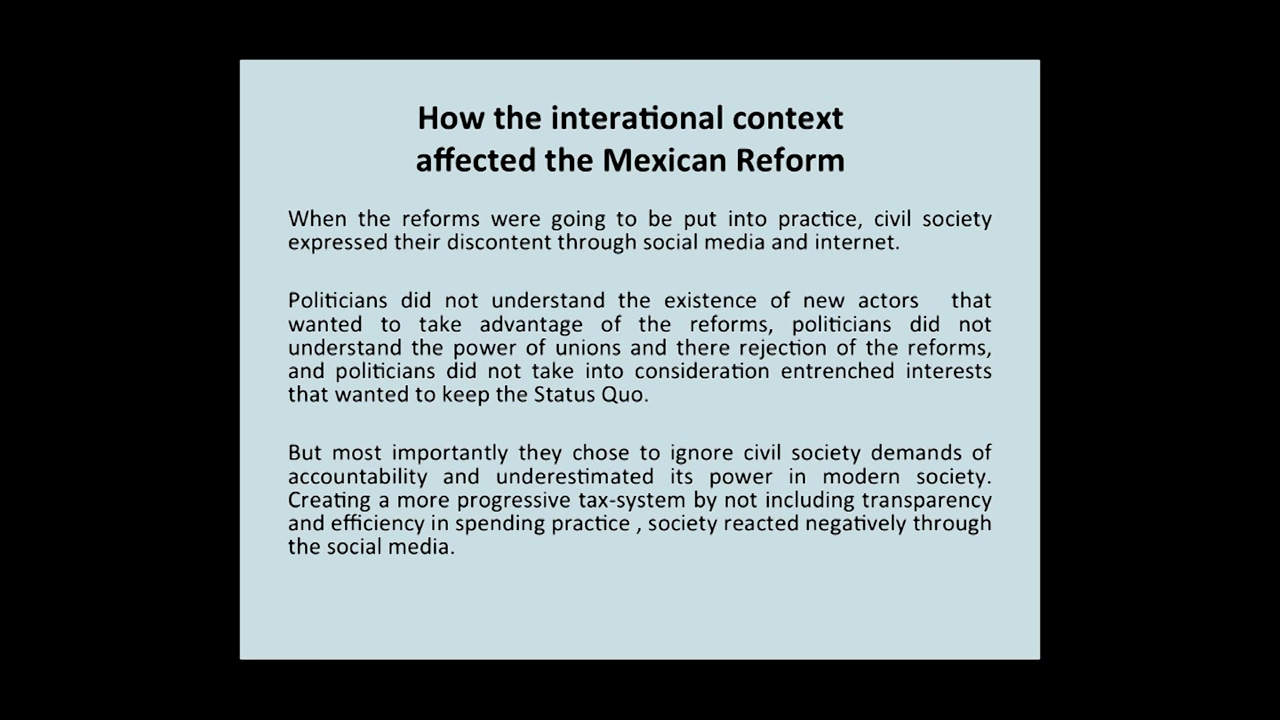 How the interational context
affected the Mexican Reform
When the reforms were going to be put into practice, civil society
expressed their discontent through social media and internet.
Politicians did not understand the existence of new actors that
wanted to take advantage of the reforms, politicians did not
understand the power of unions and there rejection of the reforms,
and politicians did not take into consideration entrenched interests
that wanted to keep the Status Quo.
But most importantly they chose to ignore civil society demands of
accountability and underestimated its power in modern society.
Creating a more progressive tax-system by not including transparency
and efficiency in spending practice , society reacted negatively through
the social media.